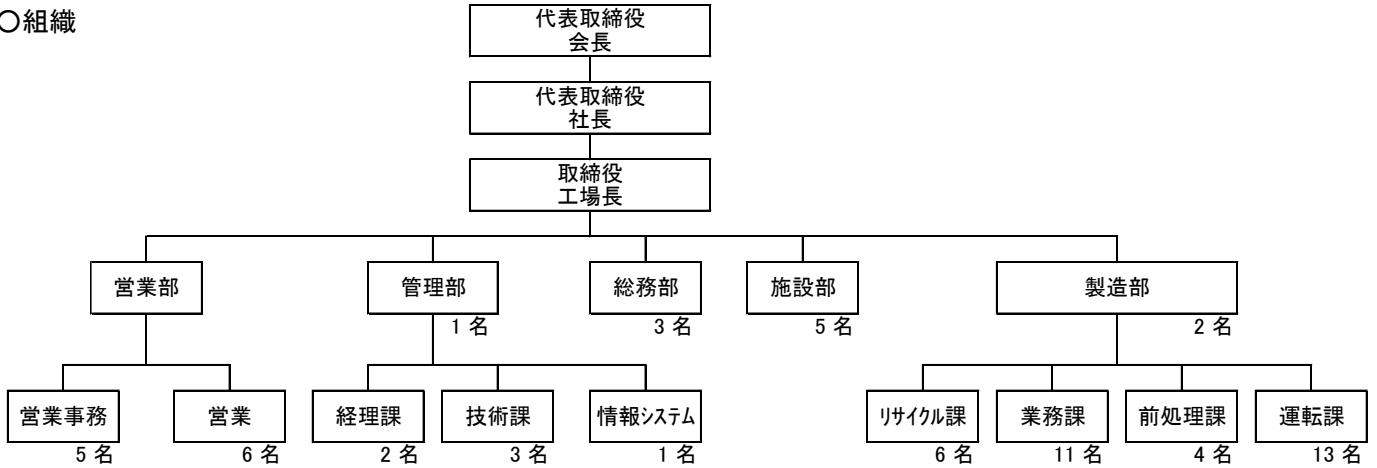 〇組織
代表取締役
会長
代表取締役
社長
取締役
工場長
営業部
管理部
総務部
施設部
製造部
1 名
3 名
5 名
2 名
営業事務
営業
経理課
技術課
情報システム
リサイクル課
業務課
前処理課
運転課
5 名
6 名
2 名
3 名
1 名
6 名
11 名
4 名
13 名